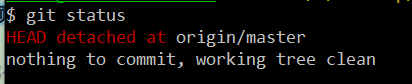 $ git status
HEAD detached at origin/master
nothing to commit, working tree clean